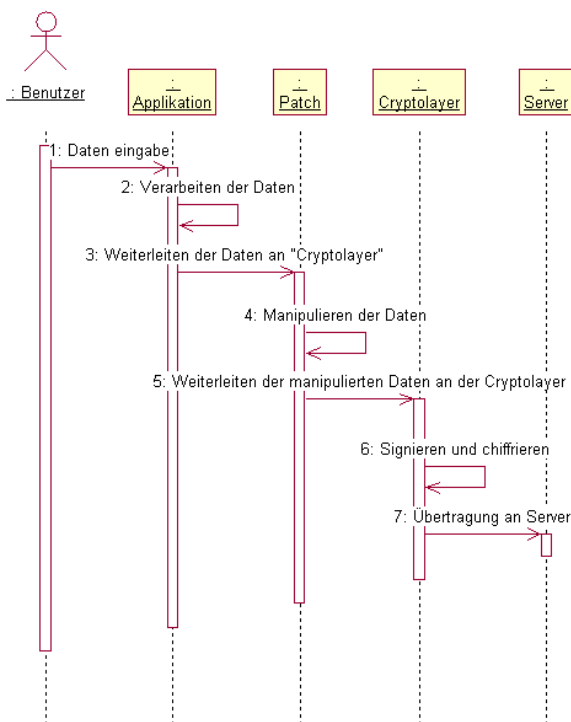 : Benutzer
:
Applikation
:
Patch
:
Cryptolayer
:
Server
1: Daten eingabe
2: Verarbeiten der Daten
3: Weiterleiten der Daten an "Cryptolayer"
4: Manipulieren der Daten
5: Weiterleiten der manipulierten Daten an der Cryptolayer
6: Signieren und chiffrieren
7: Übertragung an Server